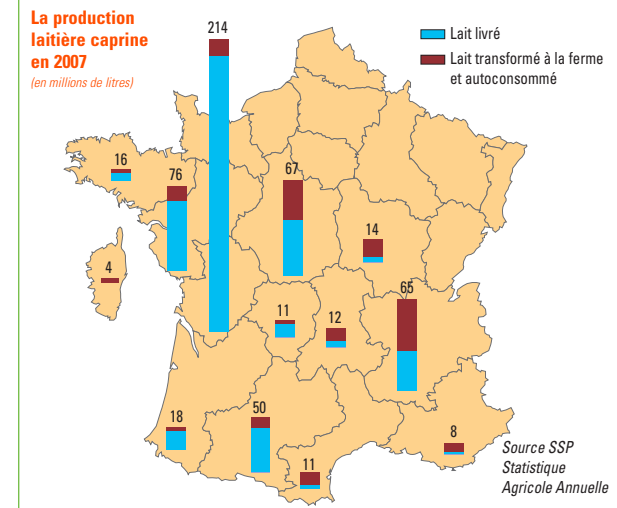 La production
laitière caprine
en 2007
(en millions de litres)
214
Lait livré
Lait transformé à la ferme
et autoconsommé
16
76
67
14
4
65
11
12
18
50
11
8
Source SSP
Statistique
Agricole Annuelle